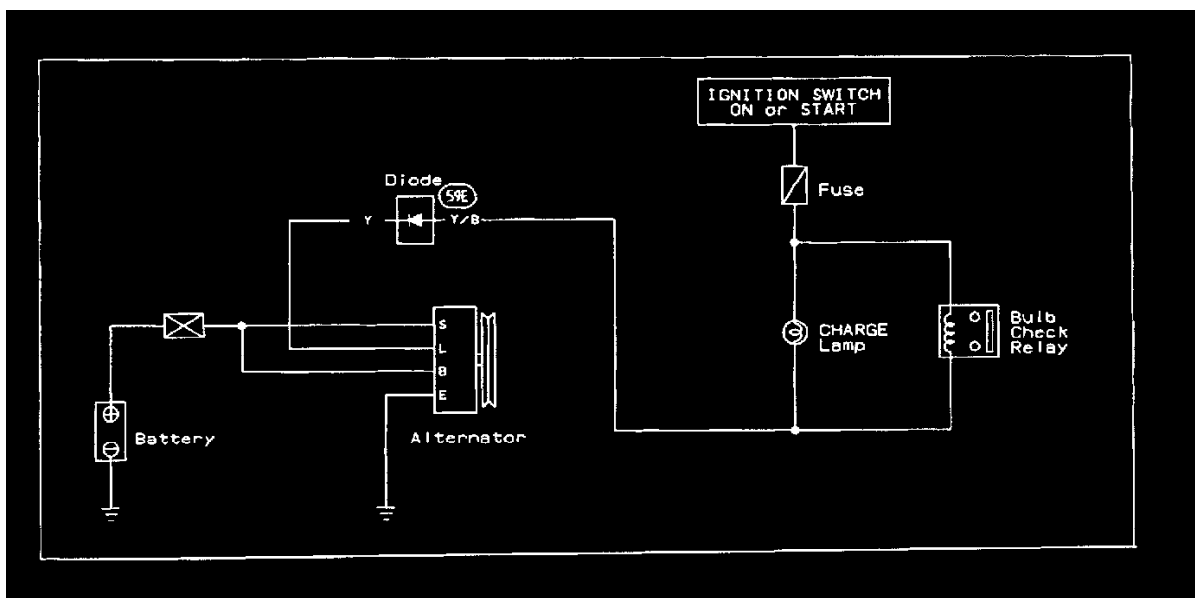 IGNITION SWITCH
ON or START
Fuse
Diode
59E
Y
Y/B
S
L
B
E
CHARGE
Lamp
Bulb
Check
Relay
Battery
Alternator